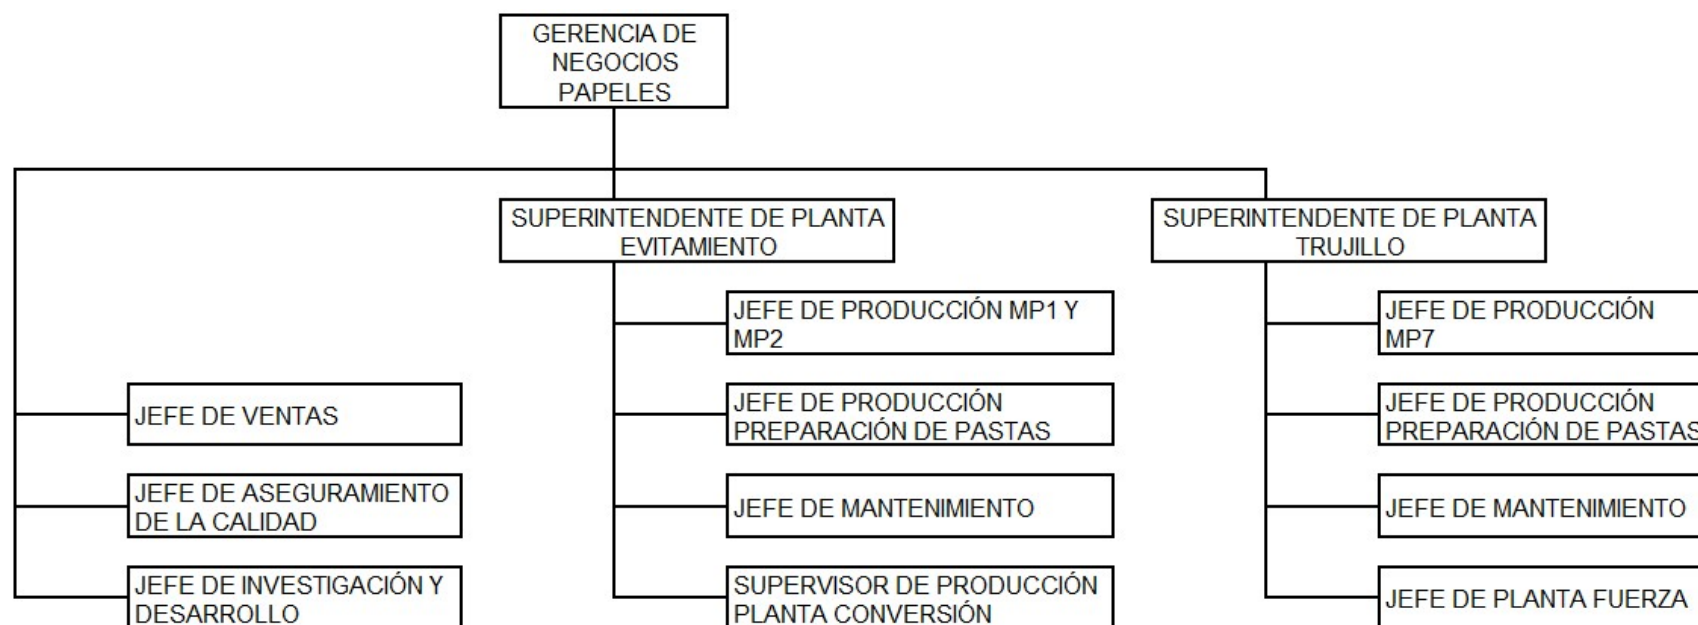 GERENCIA DE
NEGOCIOS
PAPELES
SUPERINTENDENTE DE PLANTA
EVITAMIENTO
SUPERINTENDENTE DE PLANTA
TRUJILLO
JEFE DE VENTAS
JEFE DE ASEGURAMIENTO
DE LA CALIDAD
JEFE DE INVESTIGACIÓN Y
DESARROLLO
JEFE DE PRODUCCIÓN MP1 Y
MP2
JEFE DE PRODUCCIÓN
PREPARACIÓN DE PASTAS
JEFE DE MANTENIMIENTO
SUPERVISOR DE PRODUCCIÓN
PLANTA CONVERSIÓN
JEFE DE PRODUCCIÓN
MP7
JEFE DE PRODUCCIÓN
PREPARACIÓN DE PASTAS
JEFE DE MANTENIMIENTO
JEFE DE PLANTA FUERZA